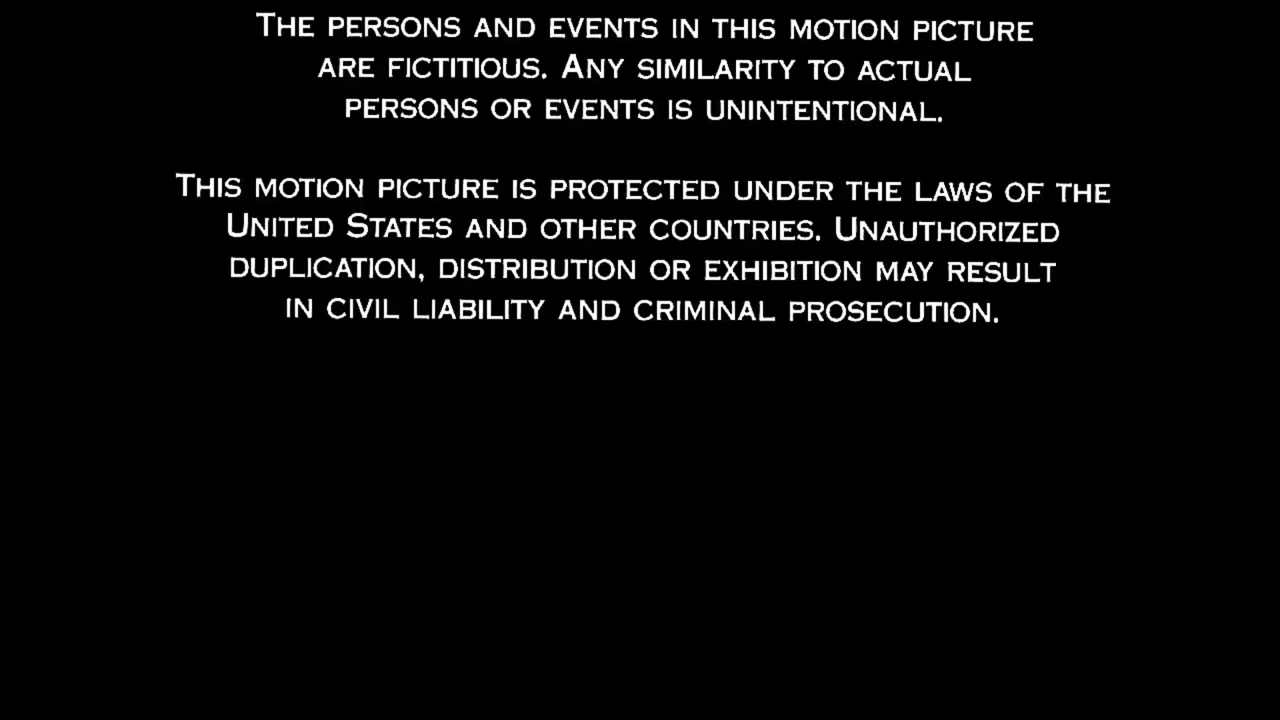 The persons and events in this motion picture
are fictitious. Any similarity to actual
persons or events is unintentional.
This motion picture is protected under the laws of the
United States and other countries. Unauthorized
duplication, distribution or exhibition may result
in civil liability and criminal prosecution.